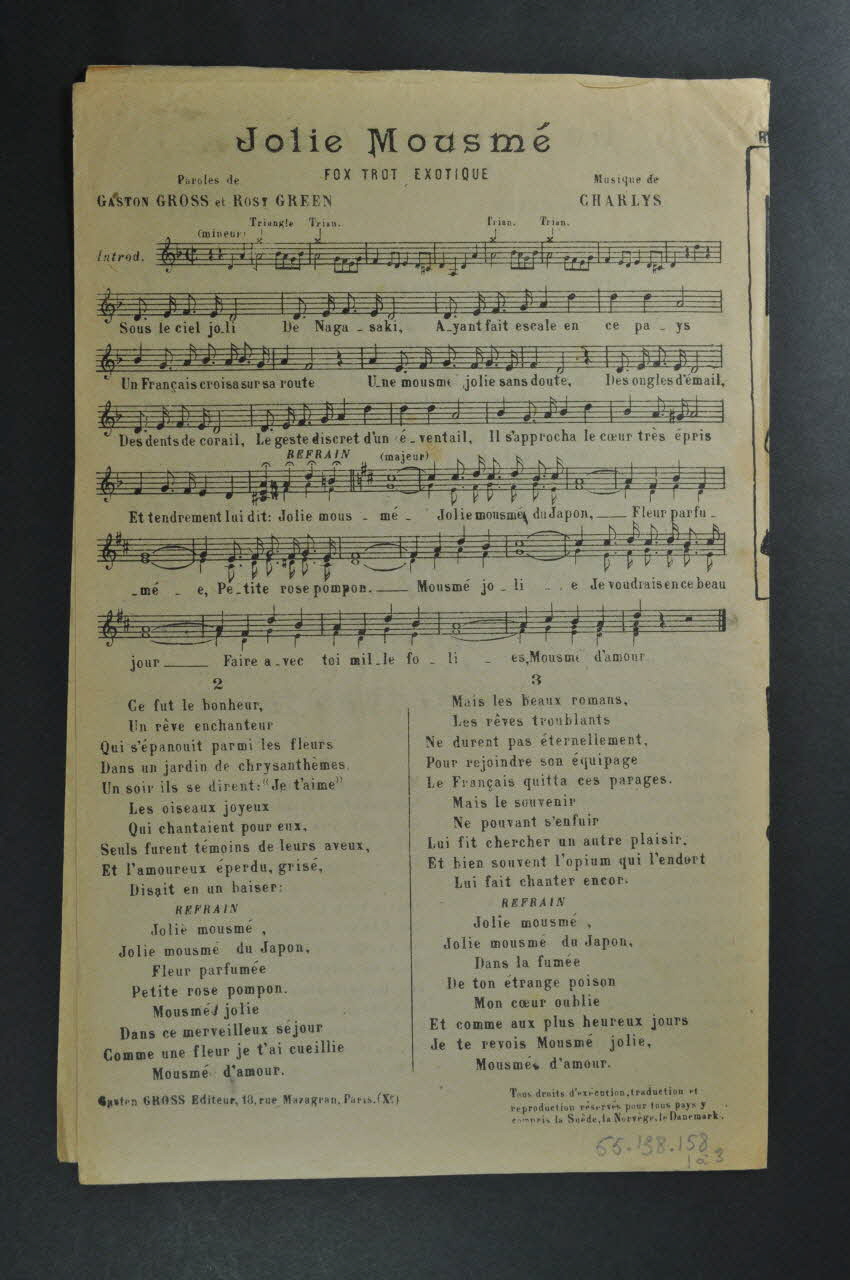 Jolie Mousmé
FOX TROT EXOTIQUE
Paroles de
GASTON GROSS et ROST GREEN
Musique de
CHARLYS
Triangle Trian. Trian. Trian.
(mineur)
Introd.
Sous le ciel jo_li De Naga_saki, A_yant fait escale en ce pa_ys
Un Français croisa sur sa route U_ne mousmé jolie sans doute, Des ongles d'émail,
Des dents de corail, Le geste discret d'un é_ventail, Il s'approcha le cœur très épris
REFRAIN (majeur)
Et tendrement lui dit: Jolie mous_mé_ Jolie mousmé du Japon,___ Fleur parfu_
_mé_e, Pe_tite rose pompon.___ Mousmé jo_li_e Je voudrais en ce beau
jour___ Faire a_vec toi mil_le fo_li_es, Mousmé d'amour
2
Ce fut le bonheur,
Un rêve enchanteur
Qui s'épanouit parmi les fleurs
Dans un jardin de chrysanthèmes.
Un soir ils se dirent: "Je t'aime"
Les oiseaux joyeux
Qui chantaient pour eux,
Seuls furent témoins de leurs aveux,
Et l'amoureux éperdu, grisé,
Disait en un baiser:
REFRAIN
Jolie mousmé,
Jolie mousmé du Japon,
Fleur parfumée
Petite rose pompon.
Mousmé jolie
Dans ce merveilleux séjour
Comme une fleur je t'ai cueillie
Mousmé d'amour.
3
Mais les beaux romans,
Les rêves troublants
Ne durent pas éternellement,
Pour rejoindre son équipage
Le Français quitta ces parages.
Mais le souvenir
Ne pouvant s'enfuir
Lui fit chercher un autre plaisir,
Et bien souvent l'opium qui l'endort
Lui fait chanter encor.
REFRAIN
Jolie mousmé,
Jolie mousmé du Japon,
Dans la fumée
De ton étrange poison
Mon cœur oublie
Et comme aux plus heureux jours
Je te revois Mousmé jolie,
Mousmé d'amour.
Gaston GROSS Editeur, 18, rue Mazagran, Paris. (Xe)
Tous droits d'exécution, traduction et
reproduction réservés pour tous pays y
compris la Suède, la Norvège, le Danemark.
55.198.158
1 à 3